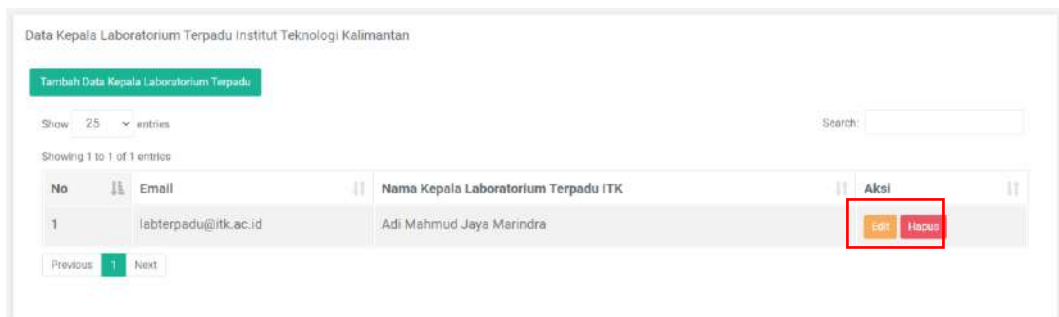 Data Kepala Laboratorium Terpadu Institut Teknologi Kalimantan
Tambah Data Kepala Laboratorium Terpadu
Show 25 entries
Search:
Showing 1 to 1 of 1 entries
No Email Nama Kepala Laboratorium Terpadu ITK Aksi
1 labterpadu@itk.ac.id Adi Mahmud Jaya Marindra Edit Hapus
Previous 1 Next